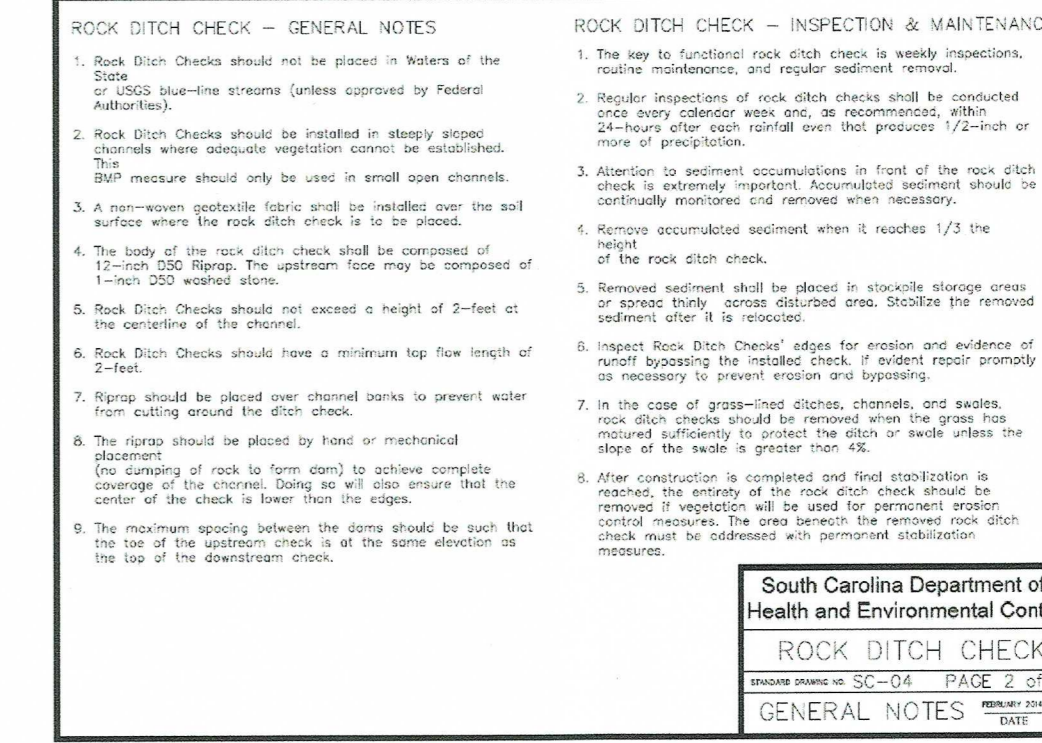 ROCK DITCH CHECK — GENERAL NOTES
1. Rock Ditch Checks should not be placed in Waters of the
State
or USGS blue-line streams (unless approved by Federal
Authorities).
2. Rock Ditch Checks should be installed in steeply sloped
channels where adequate vegetation cannot be established.
This
BMP measure should only be used in small open channels.
3. A non-woven geotextile fabric shall be installed over the soil
surface where the rock ditch check is to be placed.
4. The body of the rock ditch check shall be composed of
12-inch D50 Riprap. The upstream face may be composed of
1-inch D50 washed stone.
5. Rock Ditch Checks should not exceed a height of 2-feet at
the centerline of the channel.
6. Rock Ditch Checks should have a minimum top flow length of
2-feet.
7. Riprap should be placed over channel banks to prevent water
from cutting around the ditch check.
8. The riprap should be placed by hand or mechanical
placement
(no dumping of rock to form dam) to achieve complete
coverage of the channel. Doing so will also ensure that the
center of the check is lower than the edges.
9. The maximum spacing between the dams should be such that
the toe of the upstream check is at the same elevation as
the top of the downstream check.
ROCK DITCH CHECK — INSPECTION & MAINTENANC
1. The key to functional rock ditch check is weekly inspections,
routine maintenance, and regular sediment removal.
2. Regular inspections of rock ditch checks shall be conducted
once every calendar week and, as recommended, within
24-hours after each rainfall even that produces 1/2-inch or
more of precipitation.
3. Attention to sediment accumulations in front of the rock ditch
check is extremely important. Accumulated sediment should be
continually monitored and removed when necessary.
4. Remove accumulated sediment when it reaches 1/3 the
height
of the rock ditch check.
5. Removed sediment shall be placed in stockpile storage areas
or spread thinly across disturbed area. Stabilize the removed
sediment after it is relocated.
6. Inspect Rock Ditch Checks' edges for erosion and evidence of
runoff bypassing the installed check. If evident repair promptly
as necessary to prevent erosion and bypassing.
7. In the case of grass-lined ditches, channels, and swales,
rock ditch checks should be removed when the grass has
matured sufficiently to protect the ditch or swale unless the
slope of the swale is greater than 4%.
8. After construction is completed and final stabilization is
reached, the entirety of the rock ditch check should be
removed if vegetation will be used for permanent erosion
control measures. The area beneath the removed rock ditch
check must be addressed with permanent stabilization
measures.
South Carolina Department of
Health and Environmental Cont
ROCK DITCH CHECK
STANDARD DRAWING NO. SC-04 PAGE 2 of
GENERAL NOTES FEBRUARY 2014
DATE